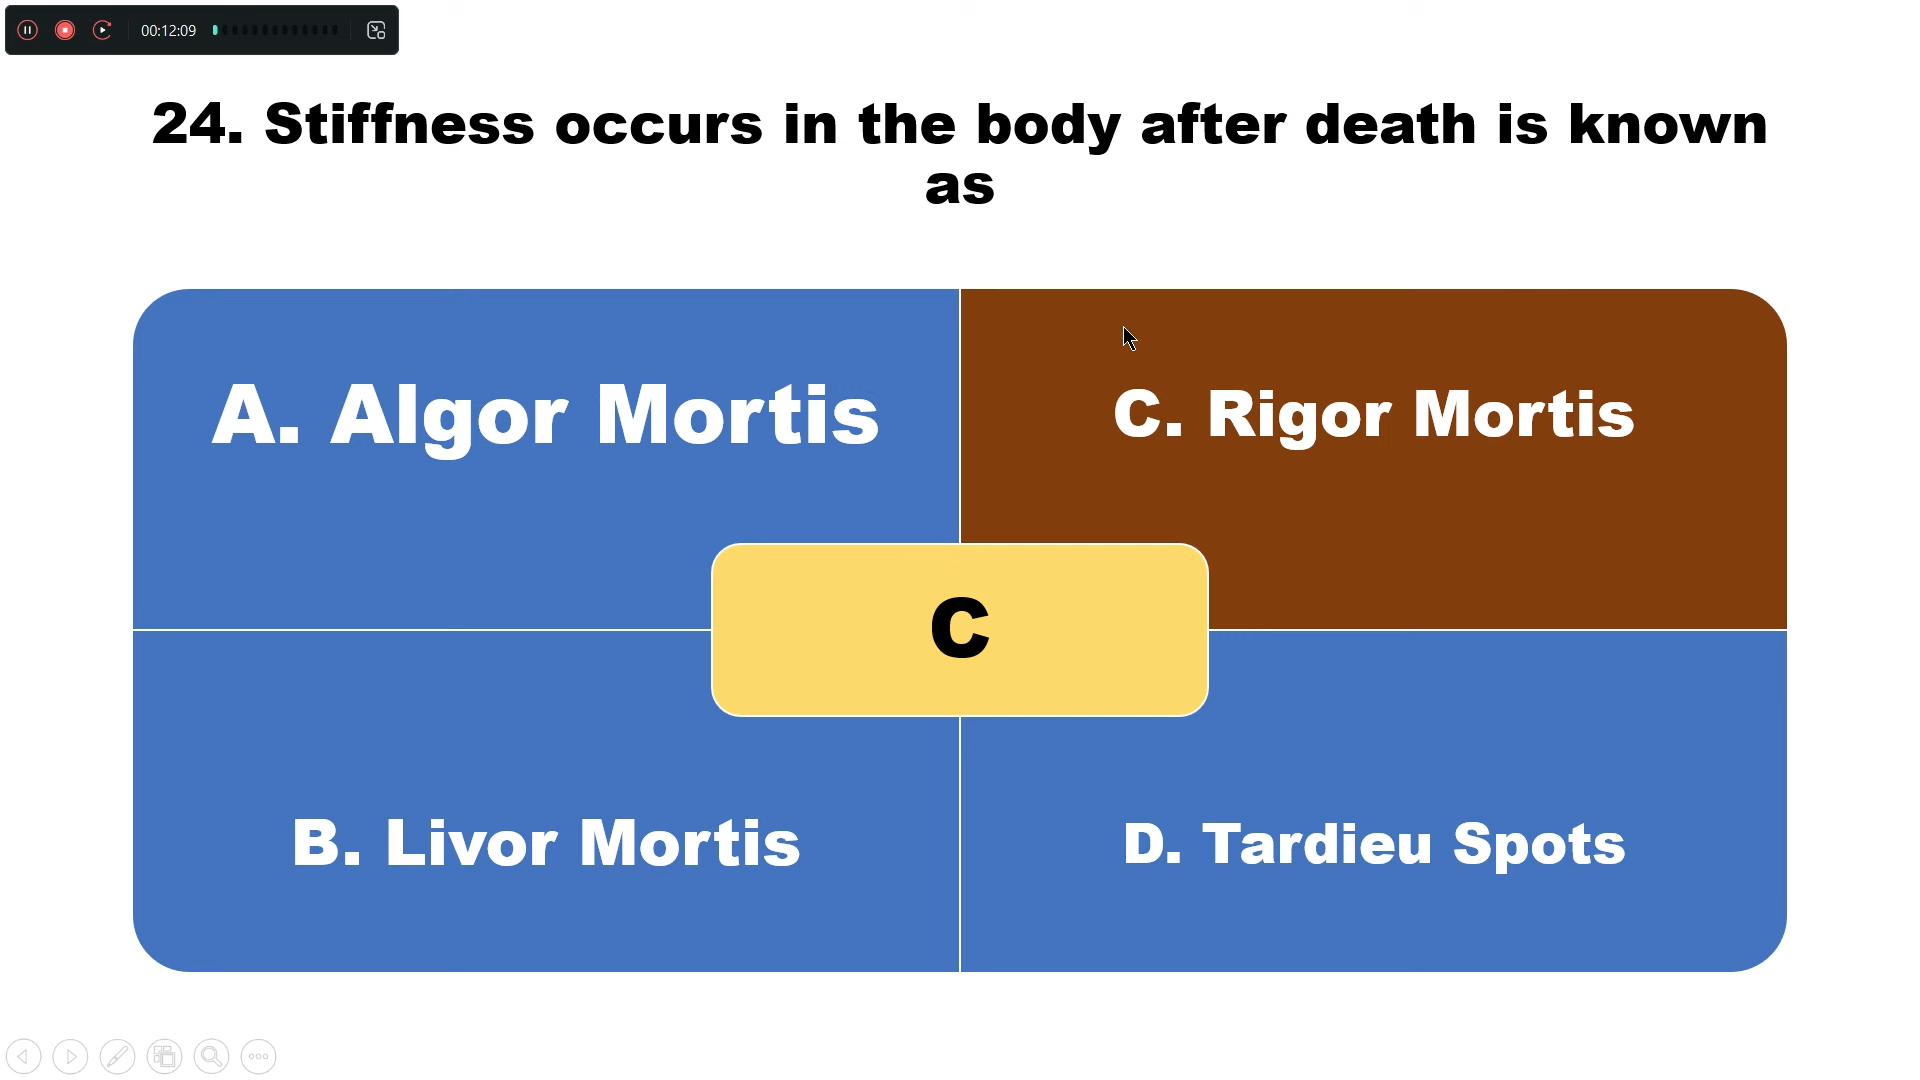 00:12:09
24. Stiffness occurs in the body after death is known
as
A. Algor Mortis
C. Rigor Mortis
C
B. Livor Mortis
D. Tardieu Spots